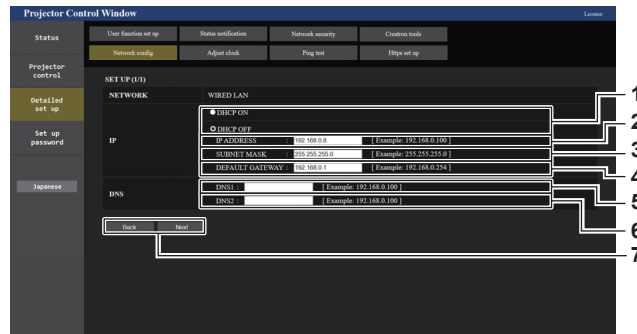 Projector Control Window
License
Status
Projector
control
Detailed
set up
Set up
password
Japanese
User function set up
Status notification
Network security
Crestron tools
Network config
Adjust clock
Ping test
Https set up
SET UP (1/1)
NETWORK
WIRED LAN
IP
DHCP ON
DHCP OFF
IP ADDRESS : 192.168.0.8 [ Example: 192.168.0.100 ]
SUBNET MASK : 255.255.255.0 [ Example: 255.255.255.0 ]
DEFAULT GATEWAY : 192.168.0.1 [ Example: 192.168.0.254 ]
DNS
DNS1 : [ Example: 192.168.0.100 ]
DNS2 : [ Example: 192.168.0.100 ]
Back
Next
1
2
3
4
5
6
7